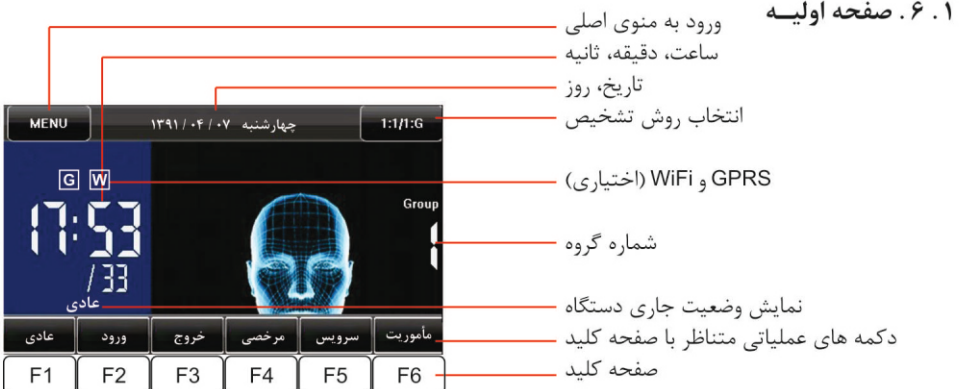 ۱ . ۶ . صفحه اولیــه
ورود به منوی اصلی
ساعت، دقیقه، ثانیه
تاریخ، روز
انتخاب روش تشخیص
GPRS و WiFi (اختیاری)
شماره گروه
نمایش وضعیت جاری دستگاه
دکمه های عملیاتی متناظر با صفحه کلید
صفحه کلید
MENU
چهارشنبه ۱۳۹۱/۰۴/۰۷
1:1/1:G
G W
17:53
/33
عادی
Group
1
عادی ورود خروج مرخصی سرویس مأموریت
F1 F2 F3 F4 F5 F6